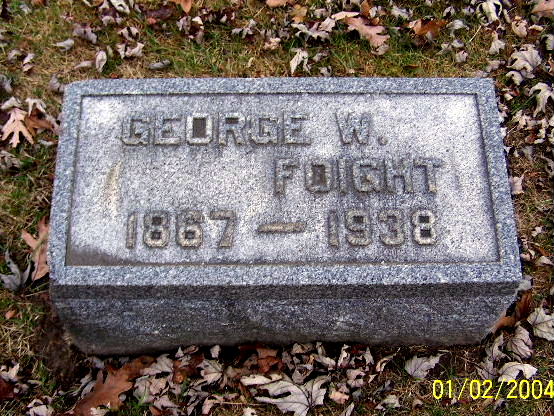 GEORGE W.
FOIGHT
1867 — 1938
01/02/2004